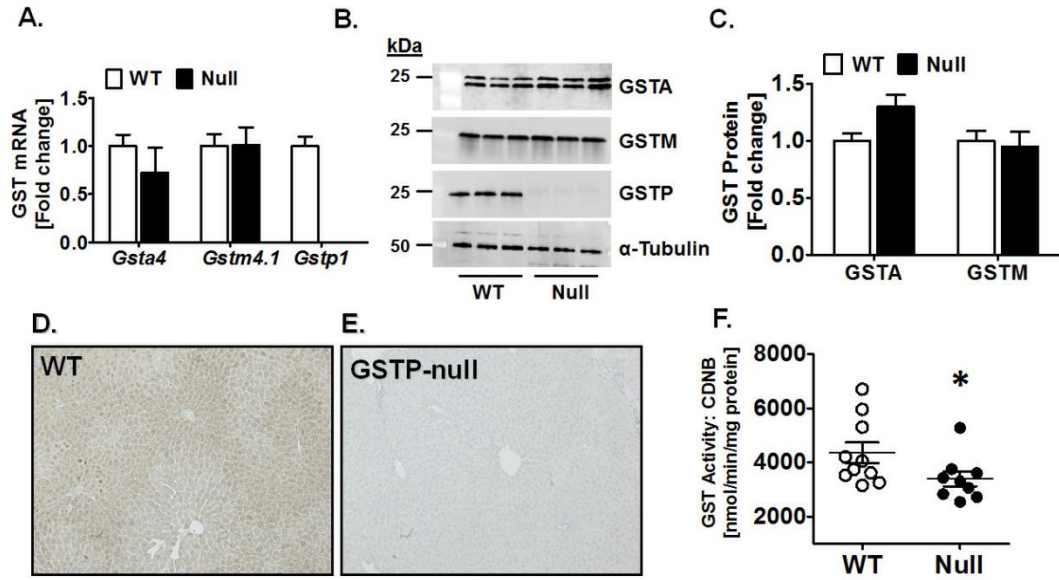 A.
WT Null
GST mRNA
[Fold change]
1.5
1.0
0.5
0.0
Gsta4 Gstm4.1 Gstp1
B.
kDa
25 GSTA
25 GSTM
25 GSTP
50 α-Tubulin
WT Null
C.
WT Null
GST Protein
[Fold change]
1.5
1.0
0.5
0.0
GSTA GSTM
D.
WT
E.
GSTP-null
F.
GST Activity: CDNB
[nmol/min/mg protein]
8000
6000
4000
2000
*
WT Null